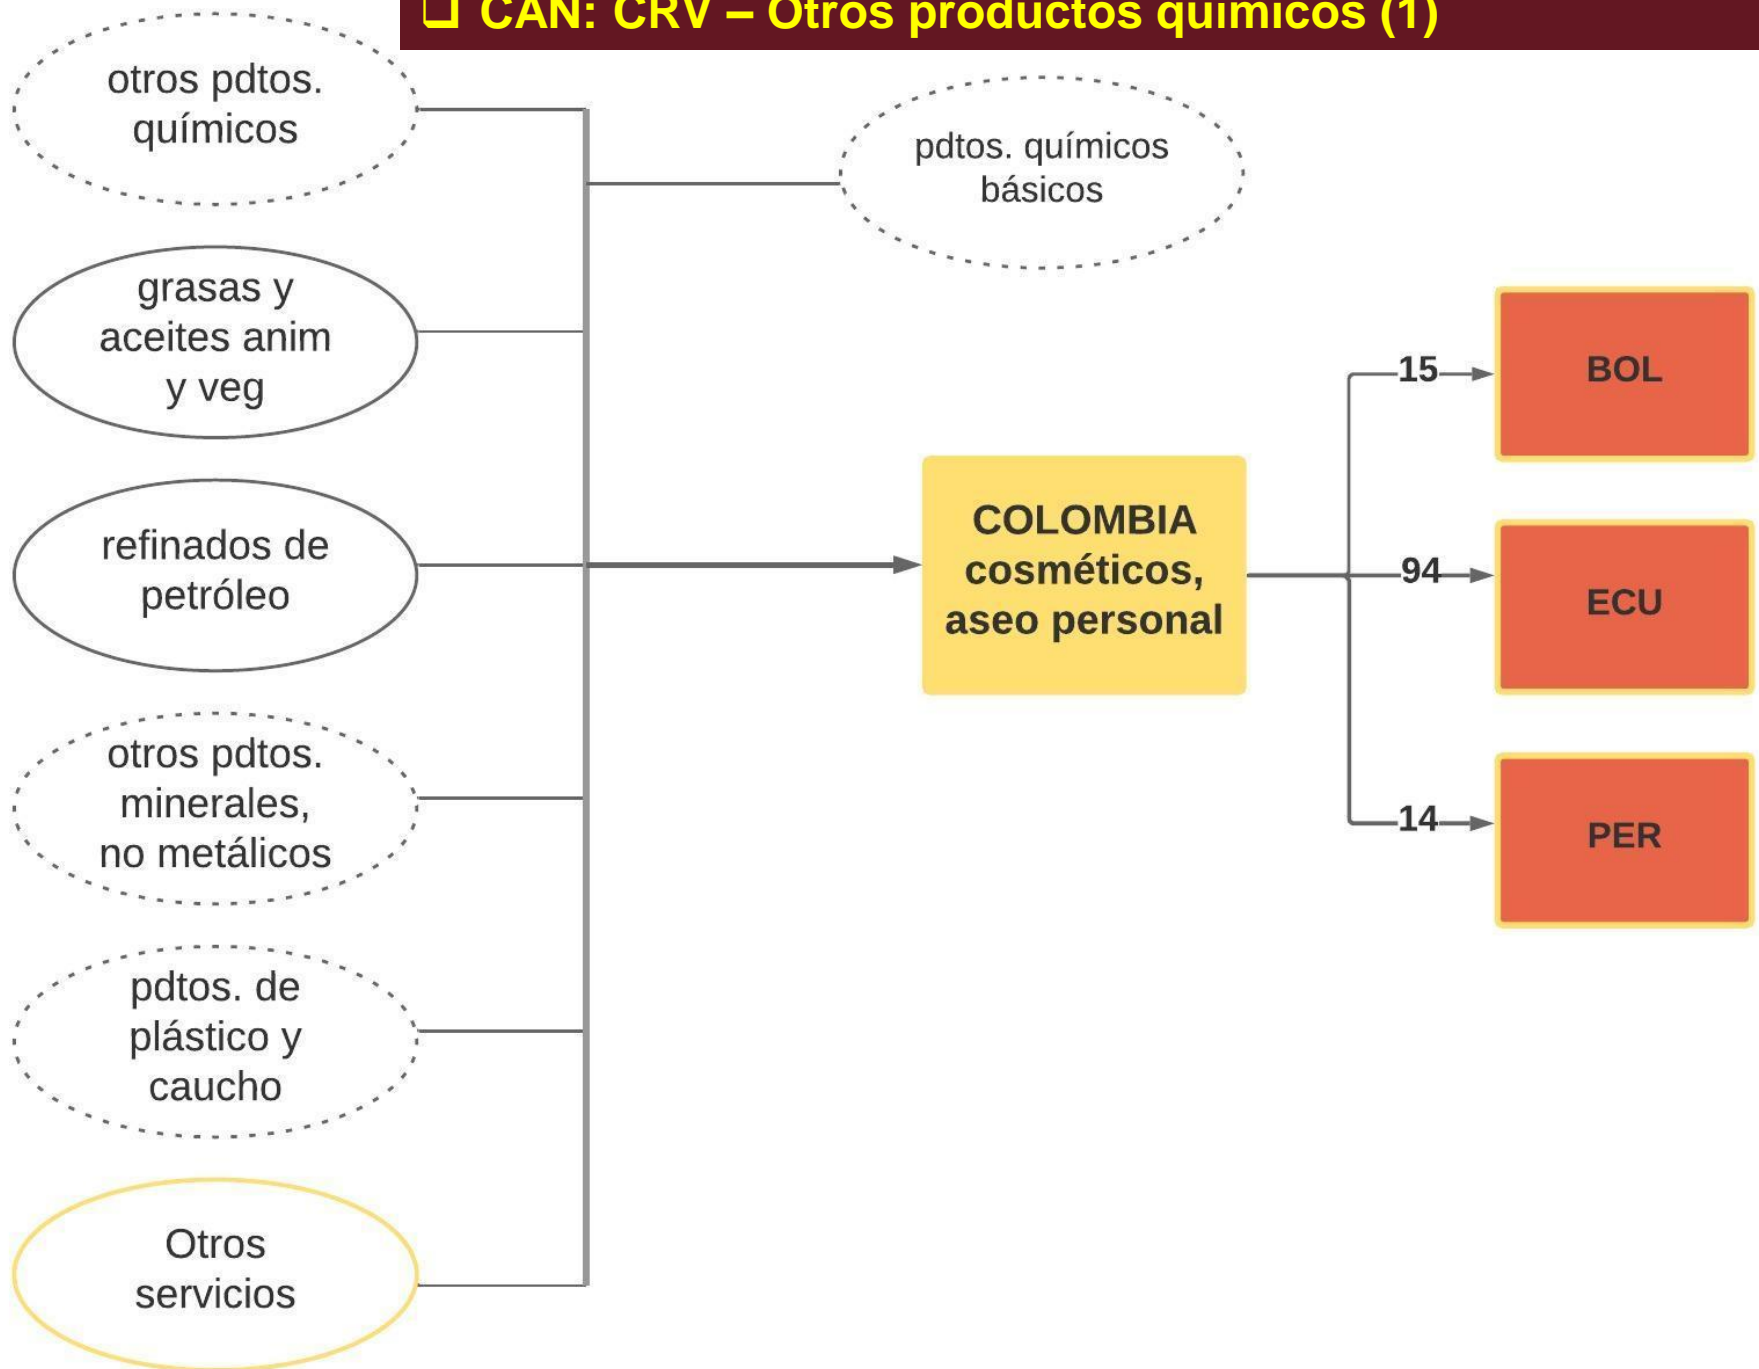 ❑ CAN: CRV – Otros productos químicos (1)
otros pdtos.
químicos
pdtos. químicos
básicos
grasas y
aceites anim
y veg
refinados de
petróleo
otros pdtos.
minerales,
no metálicos
pdtos. de
plástico y
caucho
Otros
servicios
COLOMBIA
cosméticos,
aseo personal
15
BOL
94
ECU
14
PER